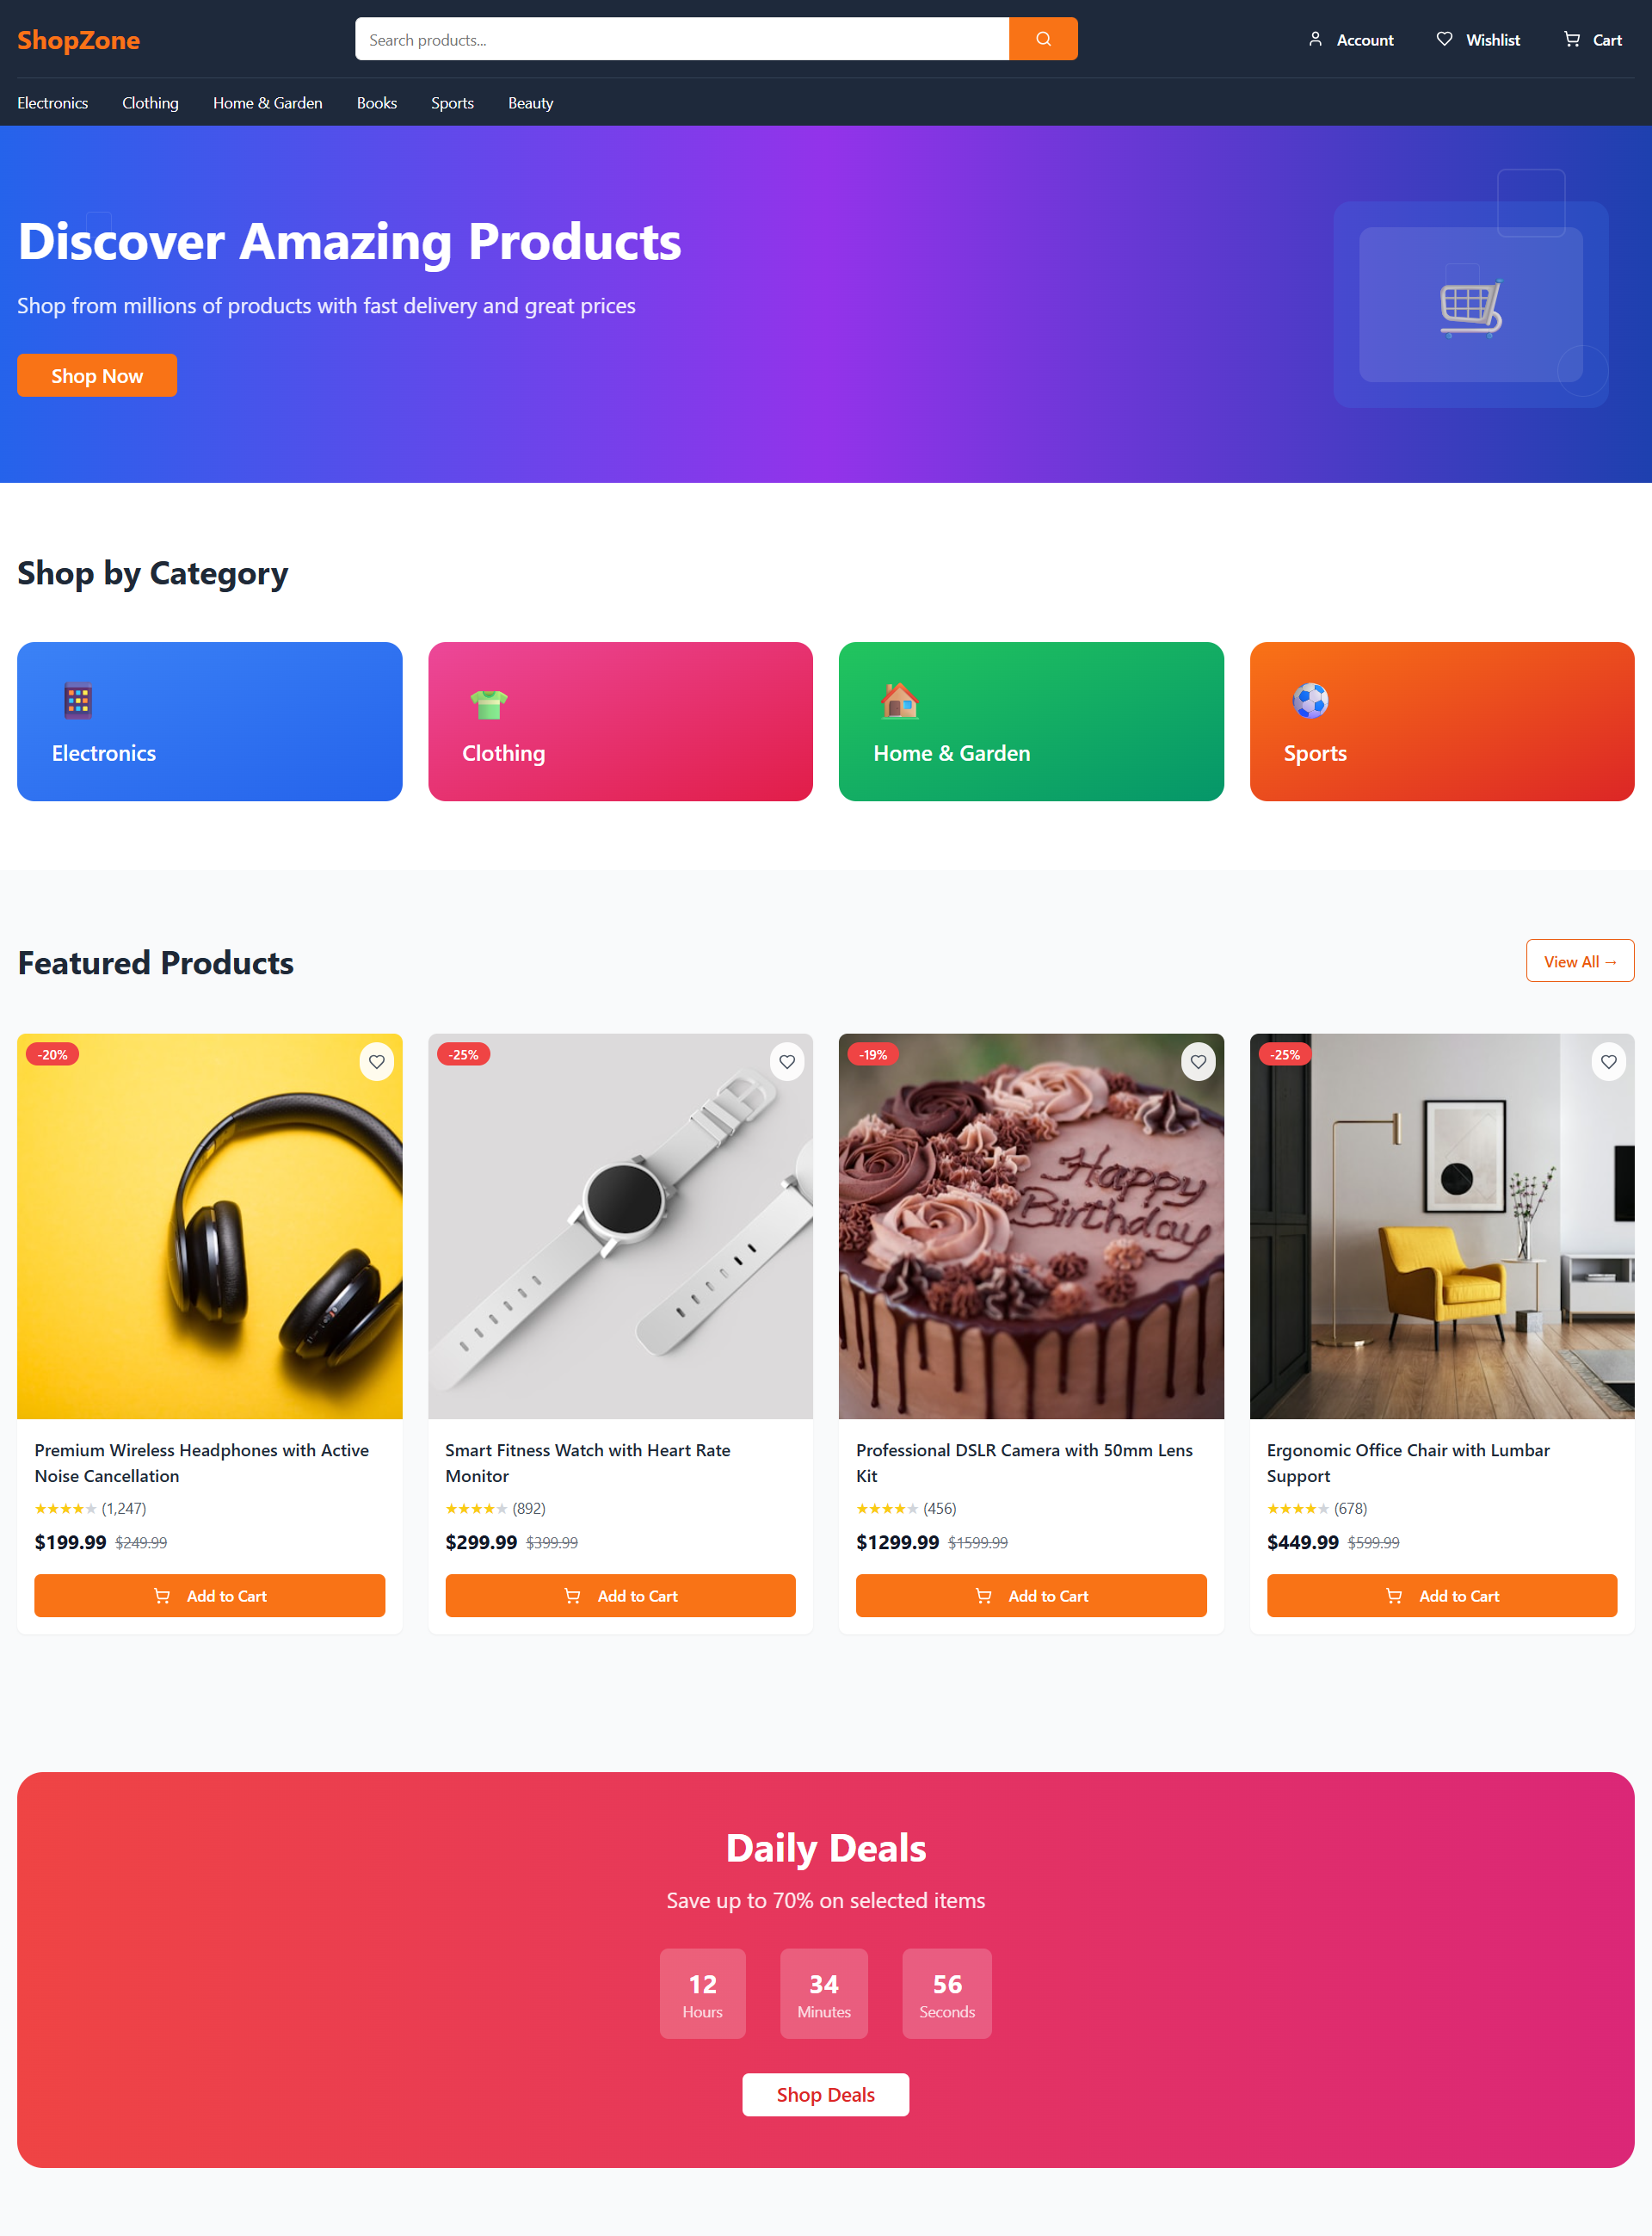 ShopZone
Search products...
Account
Wishlist
Cart
Electronics
Clothing
Home & Garden
Books
Sports
Beauty
Discover Amazing Products
Shop from millions of products with fast delivery and great prices
Shop Now
Shop by Category
Electronics
Clothing
Home & Garden
Sports
Featured Products
View All →
-20%
Premium Wireless Headphones with Active
Noise Cancellation
★★★★★ (1,247)
$199.99 $249.99
Add to Cart
-25%
Smart Fitness Watch with Heart Rate
Monitor
★★★★★ (892)
$299.99 $399.99
Add to Cart
-19%
Happy
Birthday
Professional DSLR Camera with 50mm Lens
Kit
★★★★★ (456)
$1299.99 $1599.99
Add to Cart
-25%
Ergonomic Office Chair with Lumbar
Support
★★★★★ (678)
$449.99 $599.99
Add to Cart
Daily Deals
Save up to 70% on selected items
12
Hours
34
Minutes
56
Seconds
Shop Deals